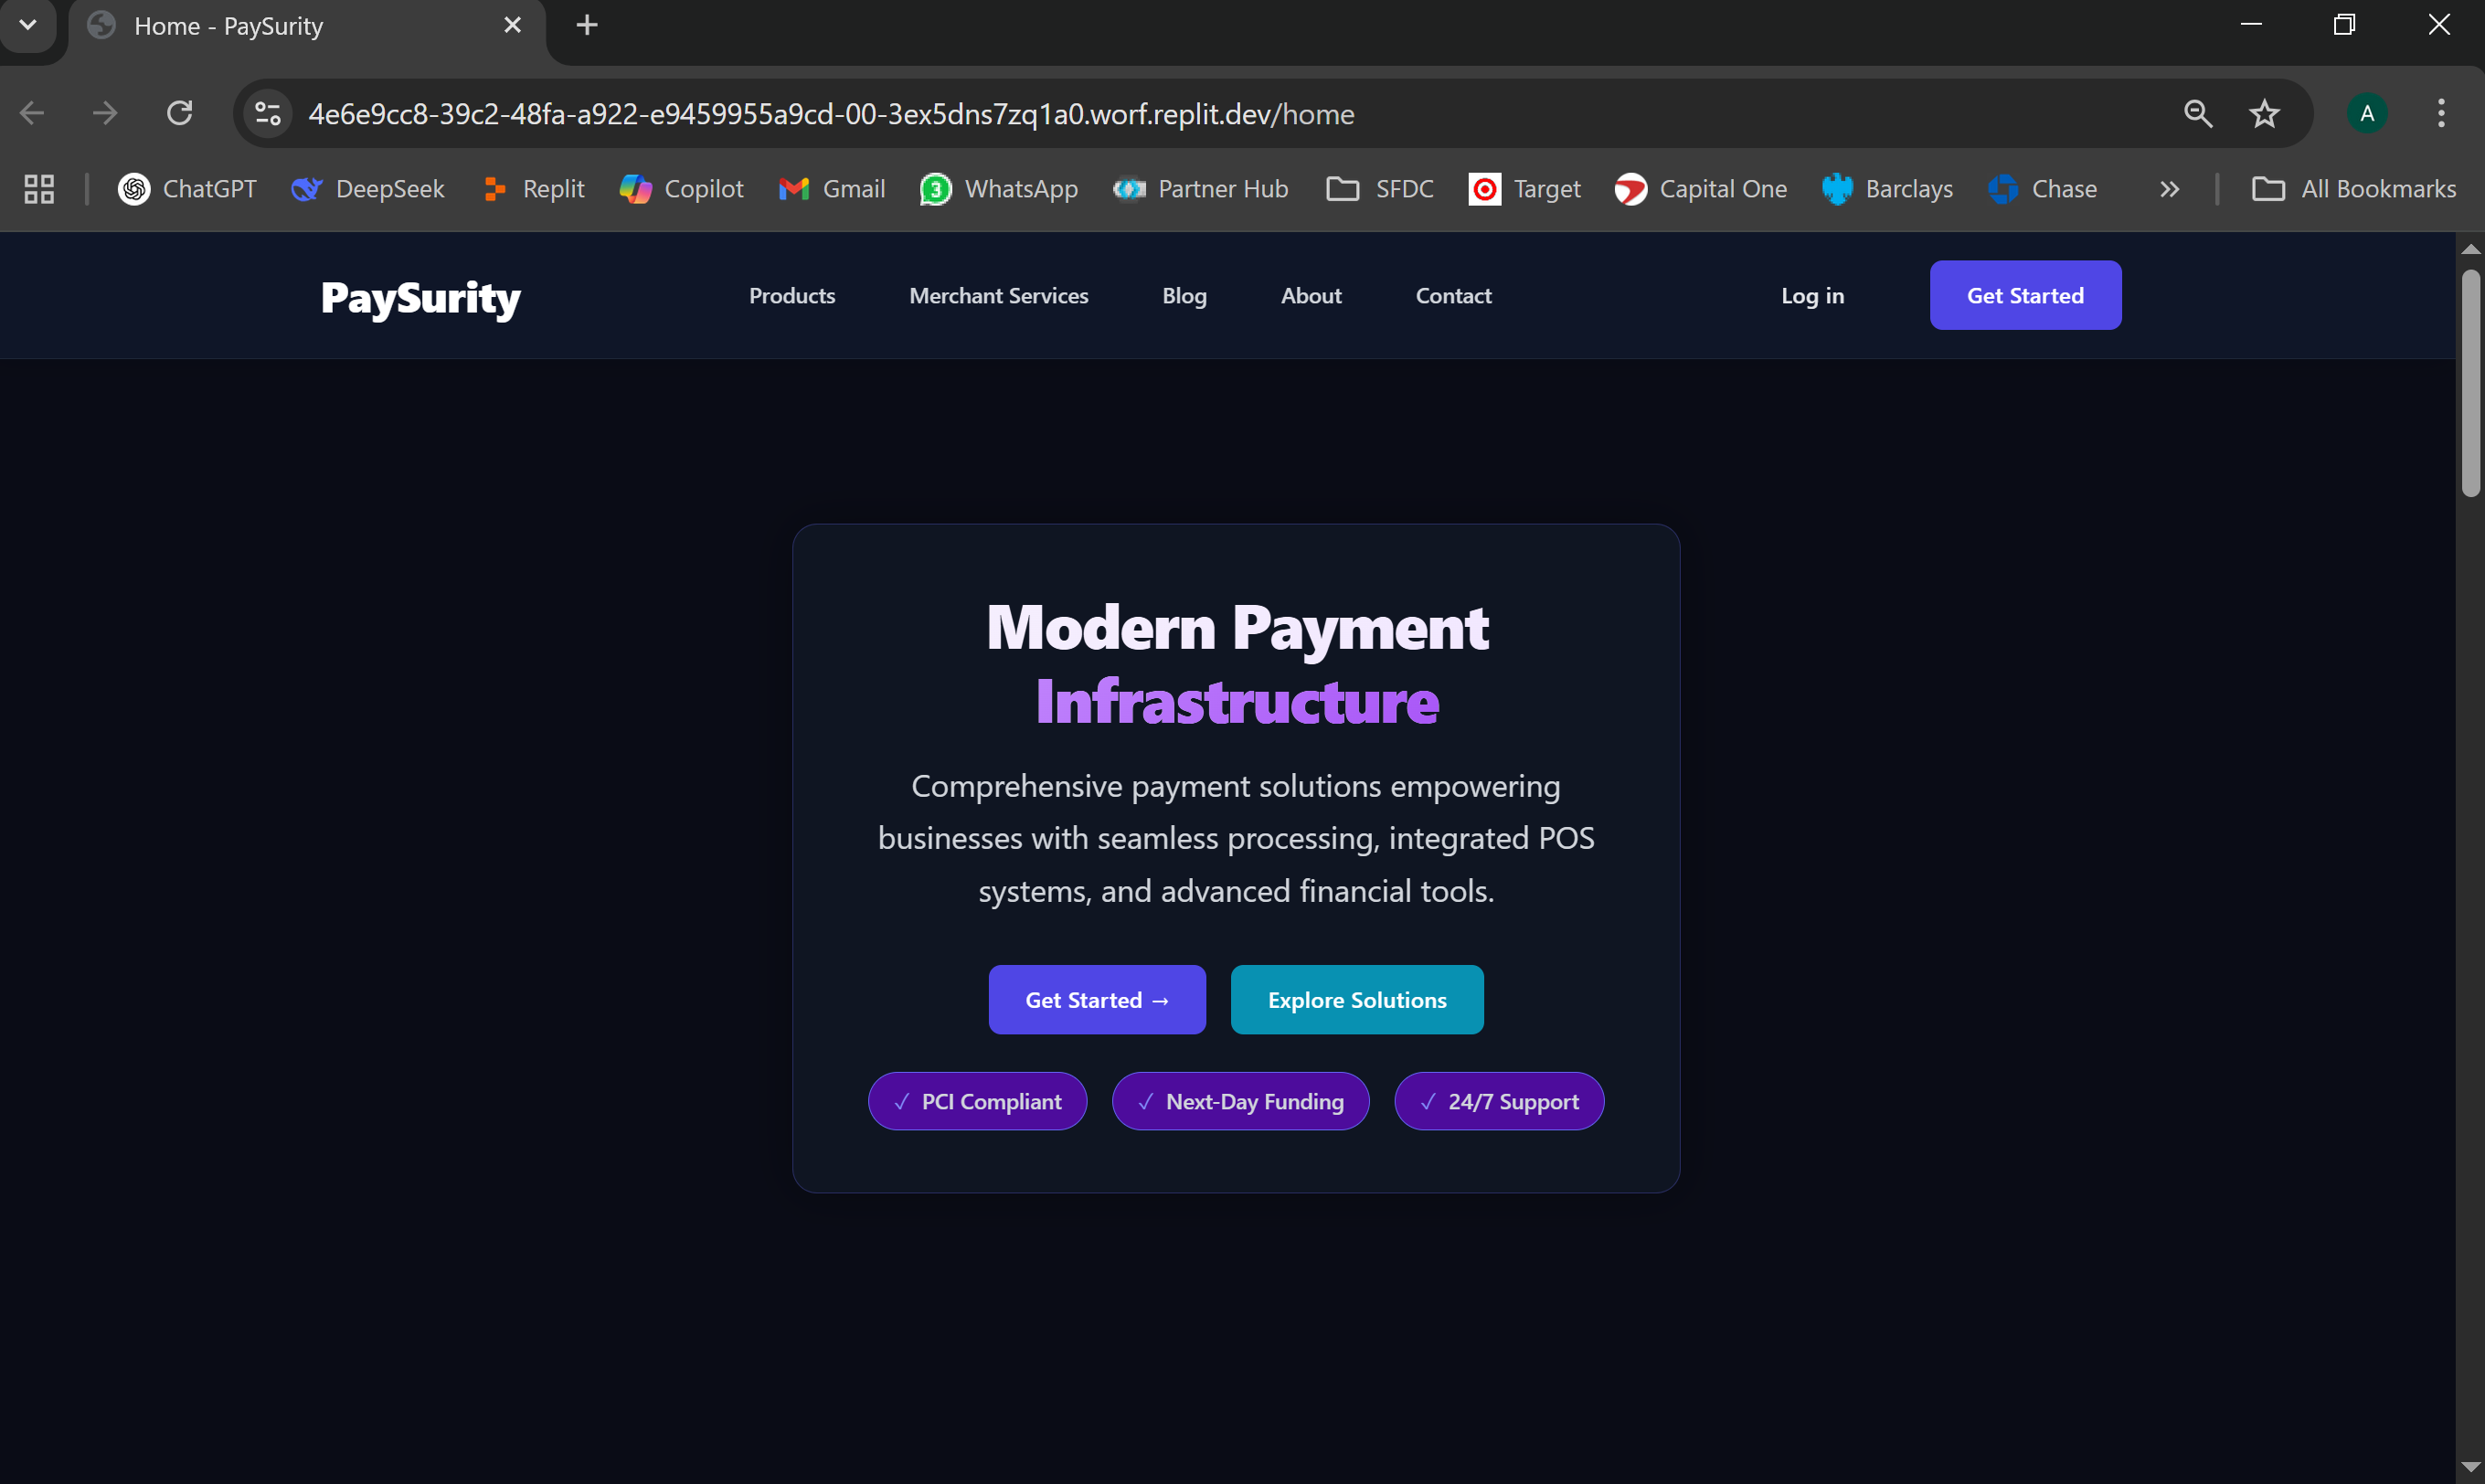 Home - PaySurity
4e6e9cc8-39c2-48fa-a922-e9459955a9cd-00-3ex5dns7zq1a0.worf.replit.dev/home
A
ChatGPT DeepSeek Replit Copilot Gmail 3 WhatsApp Partner Hub SFDC Target Capital One Barclays Chase » All Bookmarks
PaySurity Products Merchant Services Blog About Contact Log in Get Started
Modern Payment
Infrastructure
Comprehensive payment solutions empowering
businesses with seamless processing, integrated POS
systems, and advanced financial tools.
Get Started → Explore Solutions
✓ PCI Compliant ✓ Next-Day Funding ✓ 24/7 Support